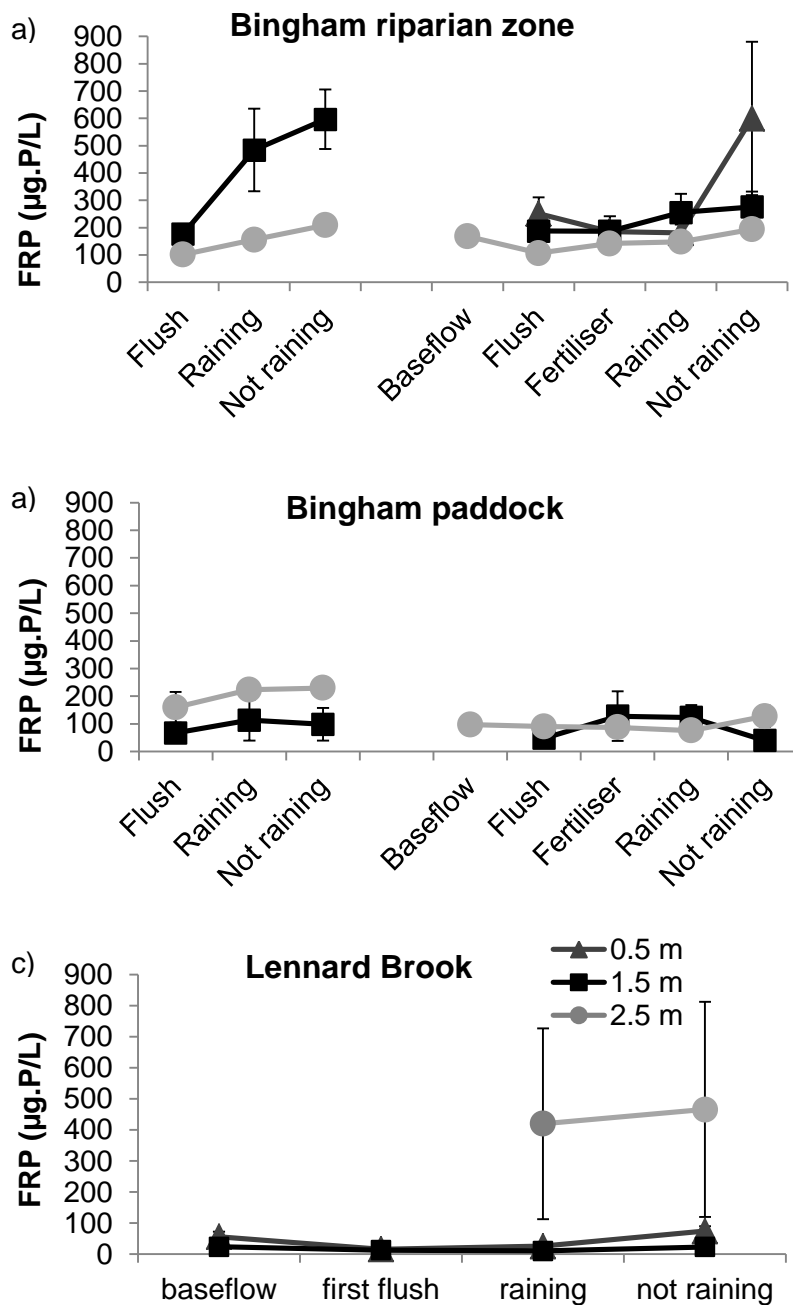 a)
Bingham riparian zone
900
800
700
600
500
400
300
200
100
0
FRP (µg.P/L)
Flush
Raining
Not raining
Baseflow
Flush
Fertiliser
Raining
Not raining
a)
Bingham paddock
900
800
700
600
500
400
300
200
100
0
FRP (µg.P/L)
Flush
Raining
Not raining
Baseflow
Flush
Fertiliser
Raining
Not raining
c)
Lennard Brook
0.5 m
1.5 m
2.5 m
900
800
700
600
500
400
300
200
100
0
FRP (µg.P/L)
baseflow
first flush
raining
not raining